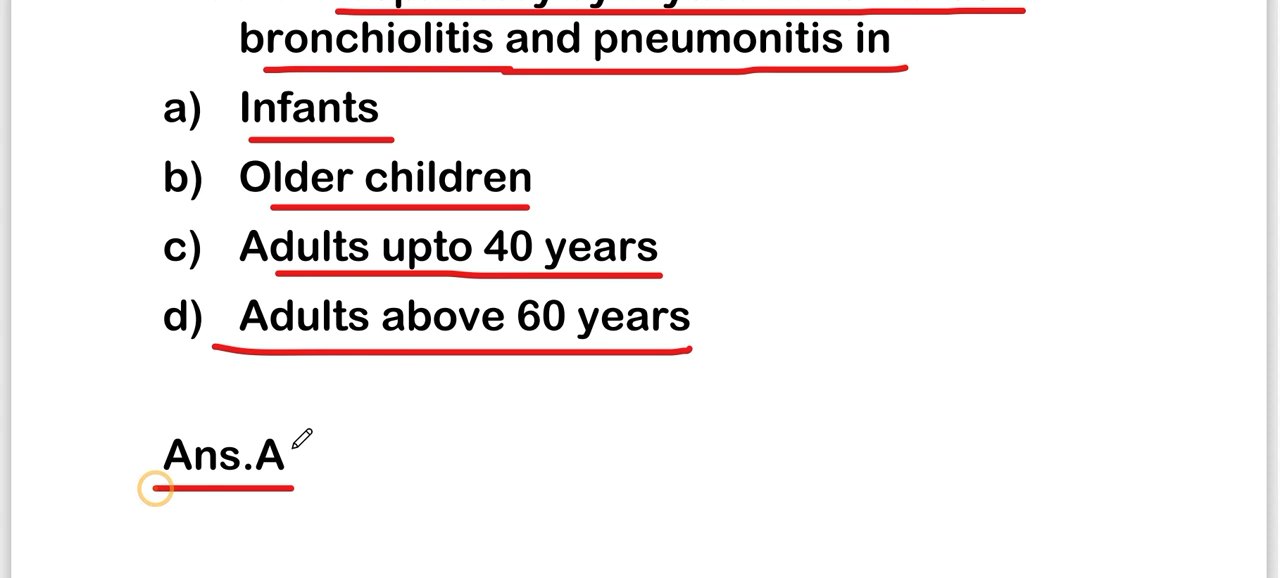 bronchiolitis and pneumonitis in
a) Infants
b) Older children
c) Adults upto 40 years
d) Adults above 60 years
Ans.A